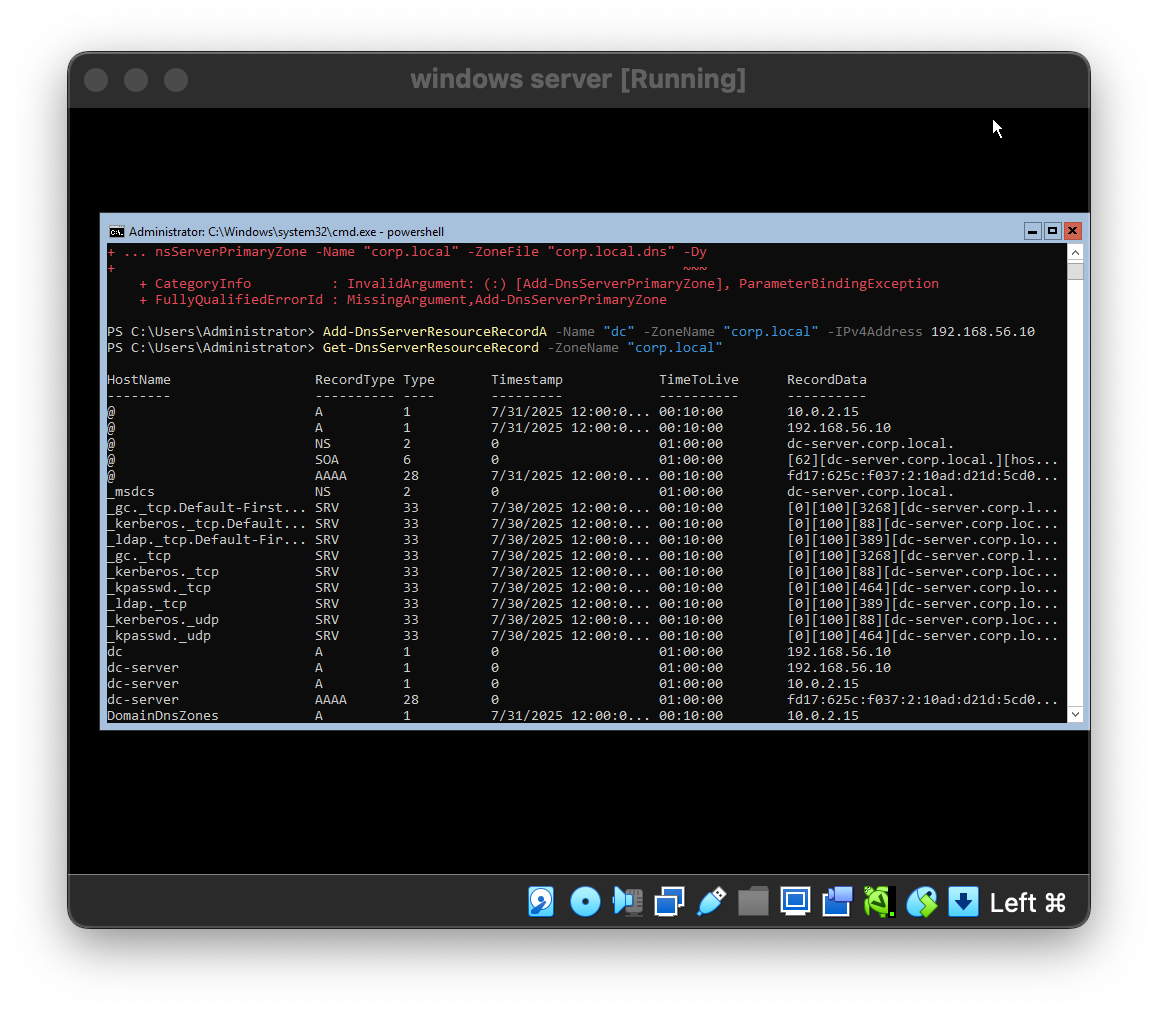 windows server [Running]
Administrator: C:\Windows\system32\cmd.exe - powershell
+ ... nsServerPrimaryZone -Name "corp.local" -ZoneFile "corp.local.dns" -Dy
+                                                                       ~~~
    + CategoryInfo          : InvalidArgument: (:) [Add-DnsServerPrimaryZone], ParameterBindingException
    + FullyQualifiedErrorId : MissingArgument,Add-DnsServerPrimaryZone
PS C:\Users\Administrator> Add-DnsServerResourceRecordA -Name "dc" -ZoneName "corp.local" -IPv4Address 192.168.56.10
PS C:\Users\Administrator> Get-DnsServerResourceRecord -ZoneName "corp.local"
HostName                  RecordType Type       Timestamp            TimeToLive      RecordData
--------                  ---------- ----       ---------            ----------      ----------
@                         A          1          7/31/2025 12:00:0... 00:10:00        10.0.2.15
@                         A          1          7/31/2025 12:00:0... 00:10:00        192.168.56.10
@                         NS         2          0                    01:00:00        dc-server.corp.local.
@                         SOA        6          0                    01:00:00        [62][dc-server.corp.local.][hos...
@                         AAAA       28         7/31/2025 12:00:0... 00:10:00        fd17:625c:f037:2:10ad:d21d:5cd0...
_msdcs                    NS         2          0                    01:00:00        dc-server.corp.local.
_gc._tcp.Default-First... SRV        33         7/30/2025 12:00:0... 00:10:00        [0][100][3268][dc-server.corp.l...
_kerberos._tcp.Default... SRV        33         7/30/2025 12:00:0... 00:10:00        [0][100][88][dc-server.corp.loc...
_ldap._tcp.Default-Fir... SRV        33         7/30/2025 12:00:0... 00:10:00        [0][100][389][dc-server.corp.lo...
_gc._tcp                  SRV        33         7/30/2025 12:00:0... 00:10:00        [0][100][3268][dc-server.corp.l...
_kerberos._tcp            SRV        33         7/30/2025 12:00:0... 00:10:00        [0][100][88][dc-server.corp.loc...
_kpasswd._tcp             SRV        33         7/30/2025 12:00:0... 00:10:00        [0][100][464][dc-server.corp.lo...
_ldap._tcp                SRV        33         7/30/2025 12:00:0... 00:10:00        [0][100][389][dc-server.corp.lo...
_kerberos._udp            SRV        33         7/30/2025 12:00:0... 00:10:00        [0][100][88][dc-server.corp.loc...
_kpasswd._udp             SRV        33         7/30/2025 12:00:0... 00:10:00        [0][100][464][dc-server.corp.lo...
dc                        A          1          0                    01:00:00        192.168.56.10
dc-server                 A          1          0                    01:00:00        192.168.56.10
dc-server                 A          1          0                    01:00:00        10.0.2.15
dc-server                 AAAA       28         0                    01:00:00        fd17:625c:f037:2:10ad:d21d:5cd0...
DomainDnsZones            A          1          7/31/2025 12:00:0... 00:10:00        10.0.2.15
Left ⌘